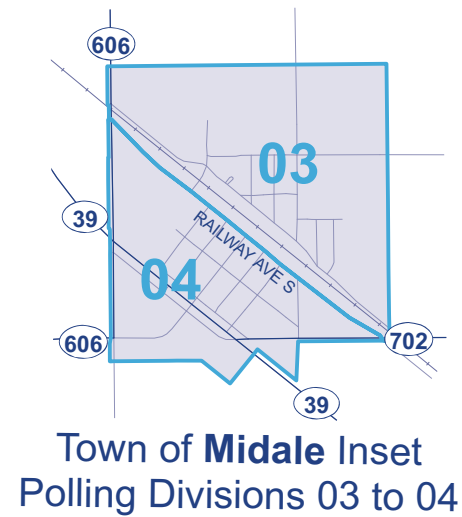 606
03
39
RAILWAY AVE S
04
606
702
39
Town of Midale Inset
Polling Divisions 03 to 04